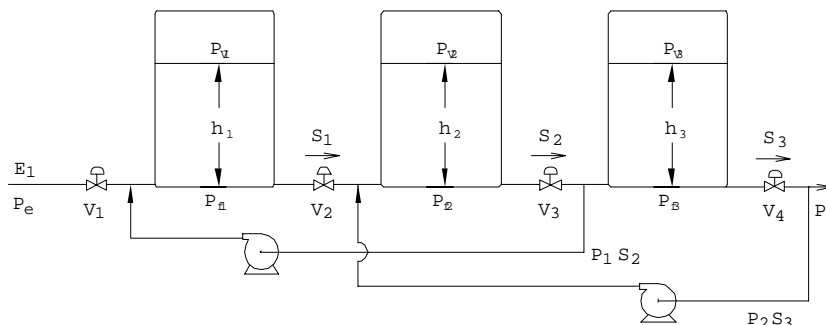 P_v1 P_v2 P_v3
h_1 h_2 h_3
S_1 S_2 S_3
E_1
P_e V_1 P_f1 V_2 P_f2 V_3 P_f3 V_4 P
P_1 S_2
P_2 S_3